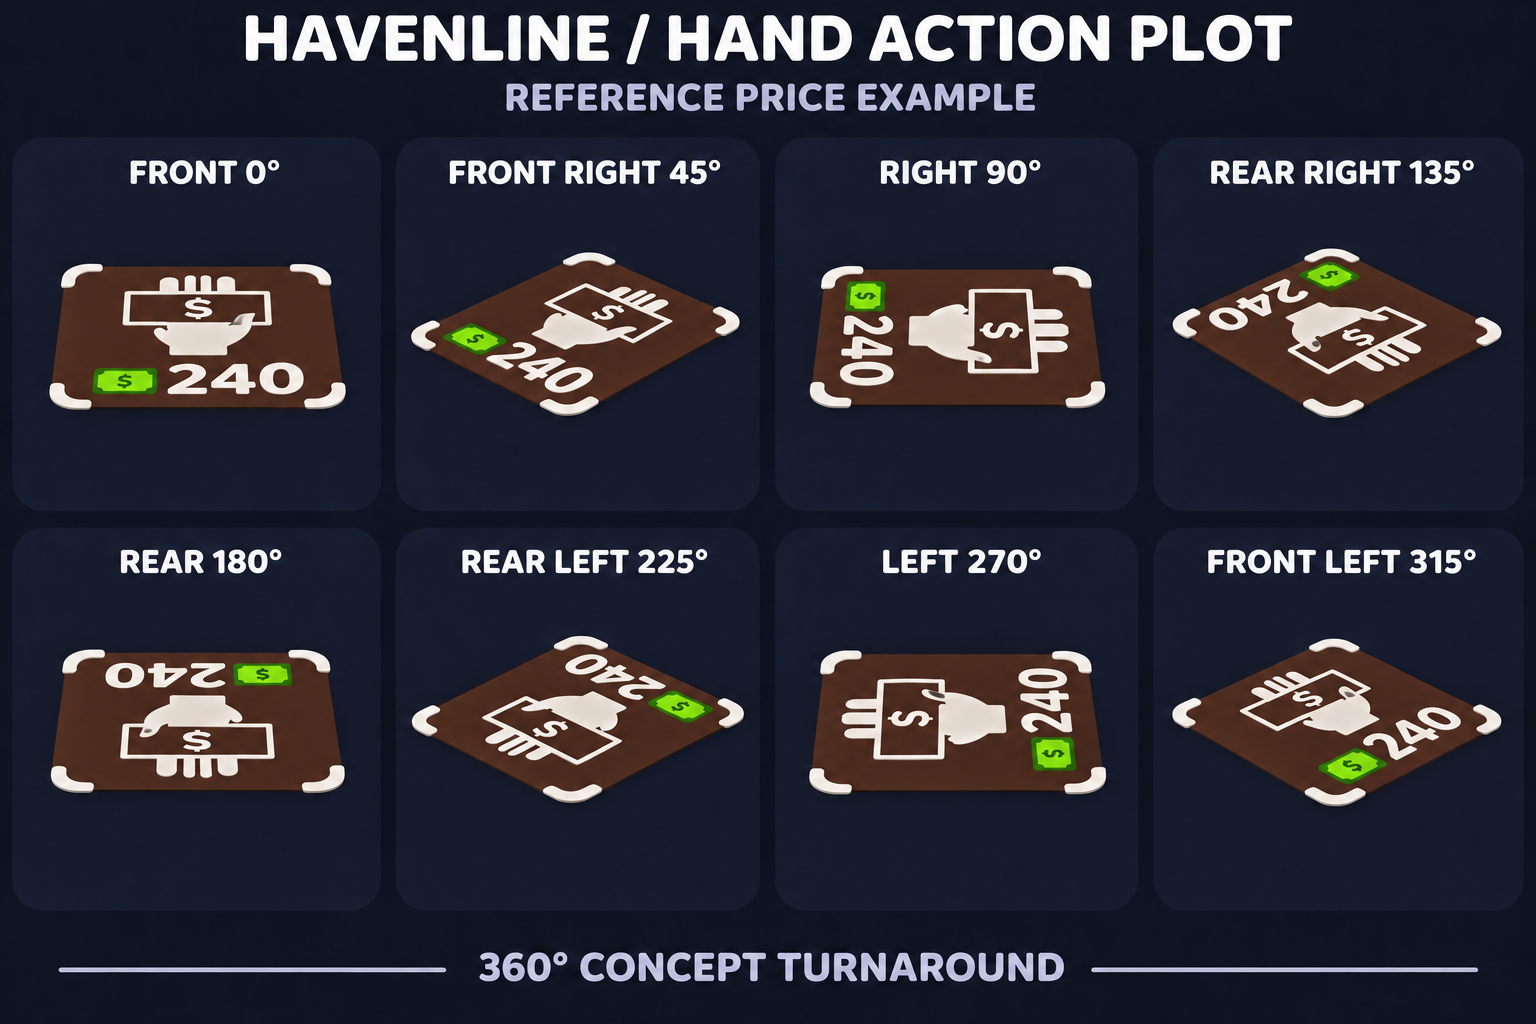 HAVENLINE / HAND ACTION PLOT
REFERENCE PRICE EXAMPLE
FRONT 0°
FRONT RIGHT 45°
RIGHT 90°
REAR RIGHT 135°
$
$ 240
$
$ 240
$
$ 240
$
$ 240
REAR 180°
REAR LEFT 225°
LEFT 270°
FRONT LEFT 315°
240 $
$
240 $
$
$
$ 240
$
$ 240
360° CONCEPT TURNAROUND